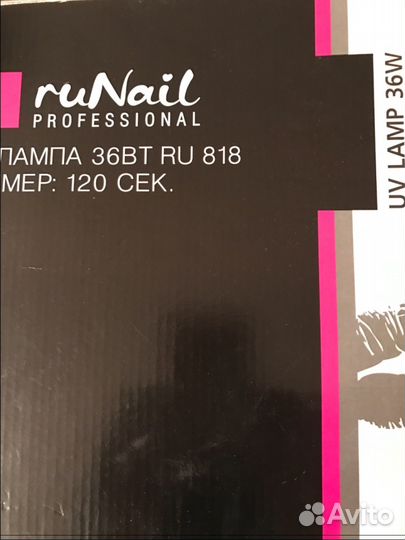 ruNail
PROFESSIONAL
ЛАМПА 36ВТ RU 818
МЕР: 120 СЕК.
UV LAMP 36W
Avito